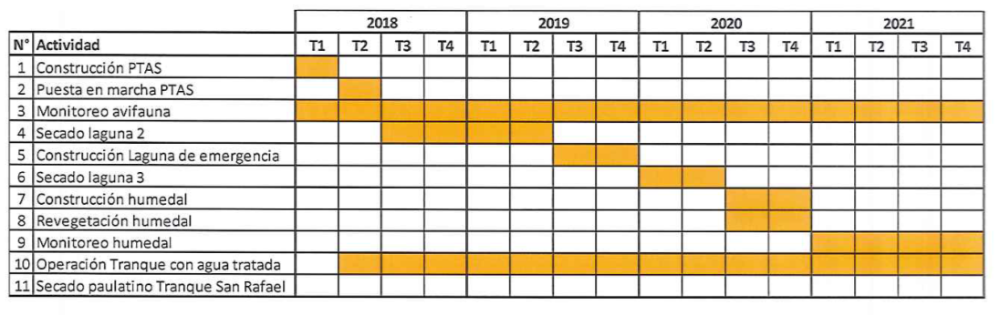 2018 2019 2020 2021
N° Actividad T1 T2 T3 T4 T1 T2 T3 T4 T1 T2 T3 T4 T1 T2 T3 T4
1 Construcción PTAS
2 Puesta en marcha PTAS
3 Monitoreo avifauna
4 Secado laguna 2
5 Construcción Laguna de emergencia
6 Secado laguna 3
7 Construcción humedal
8 Revegetación humedal
9 Monitoreo humedal
10 Operación Tranque con agua tratada
11 Secado paulatino Tranque San Rafael